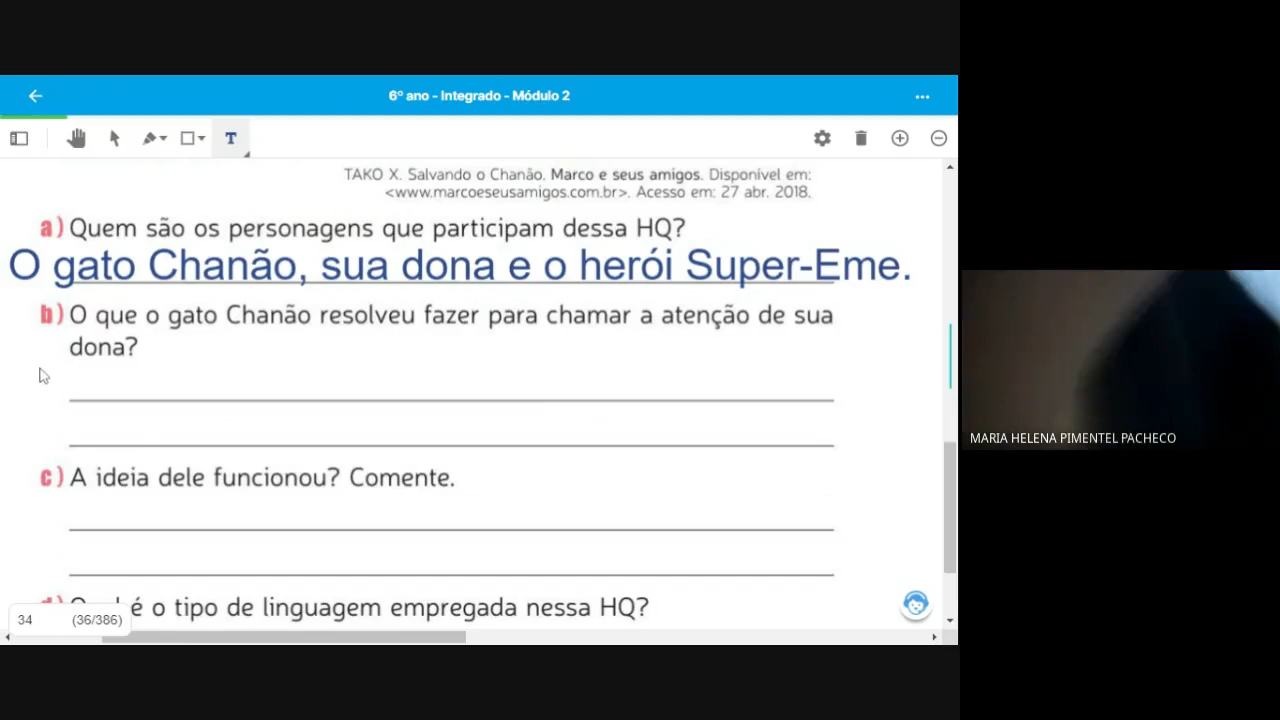 6º ano - Integrado - Módulo 2
T
TAKO X. Salvando o Chanão. Marco e seus amigos. Disponível em:
<www.marcoeseusamigos.com.br>. Acesso em: 27 abr. 2018.
a) Quem são os personagens que participam dessa HQ?
O gato Chanão, sua dona e o herói Super-Eme.
b) O que o gato Chanão resolveu fazer para chamar a atenção de sua
dona?
c) A ideia dele funcionou? Comente.
é o tipo de linguagem empregada nessa HQ?
34 (36/386)
MARIA HELENA PIMENTEL PACHECO